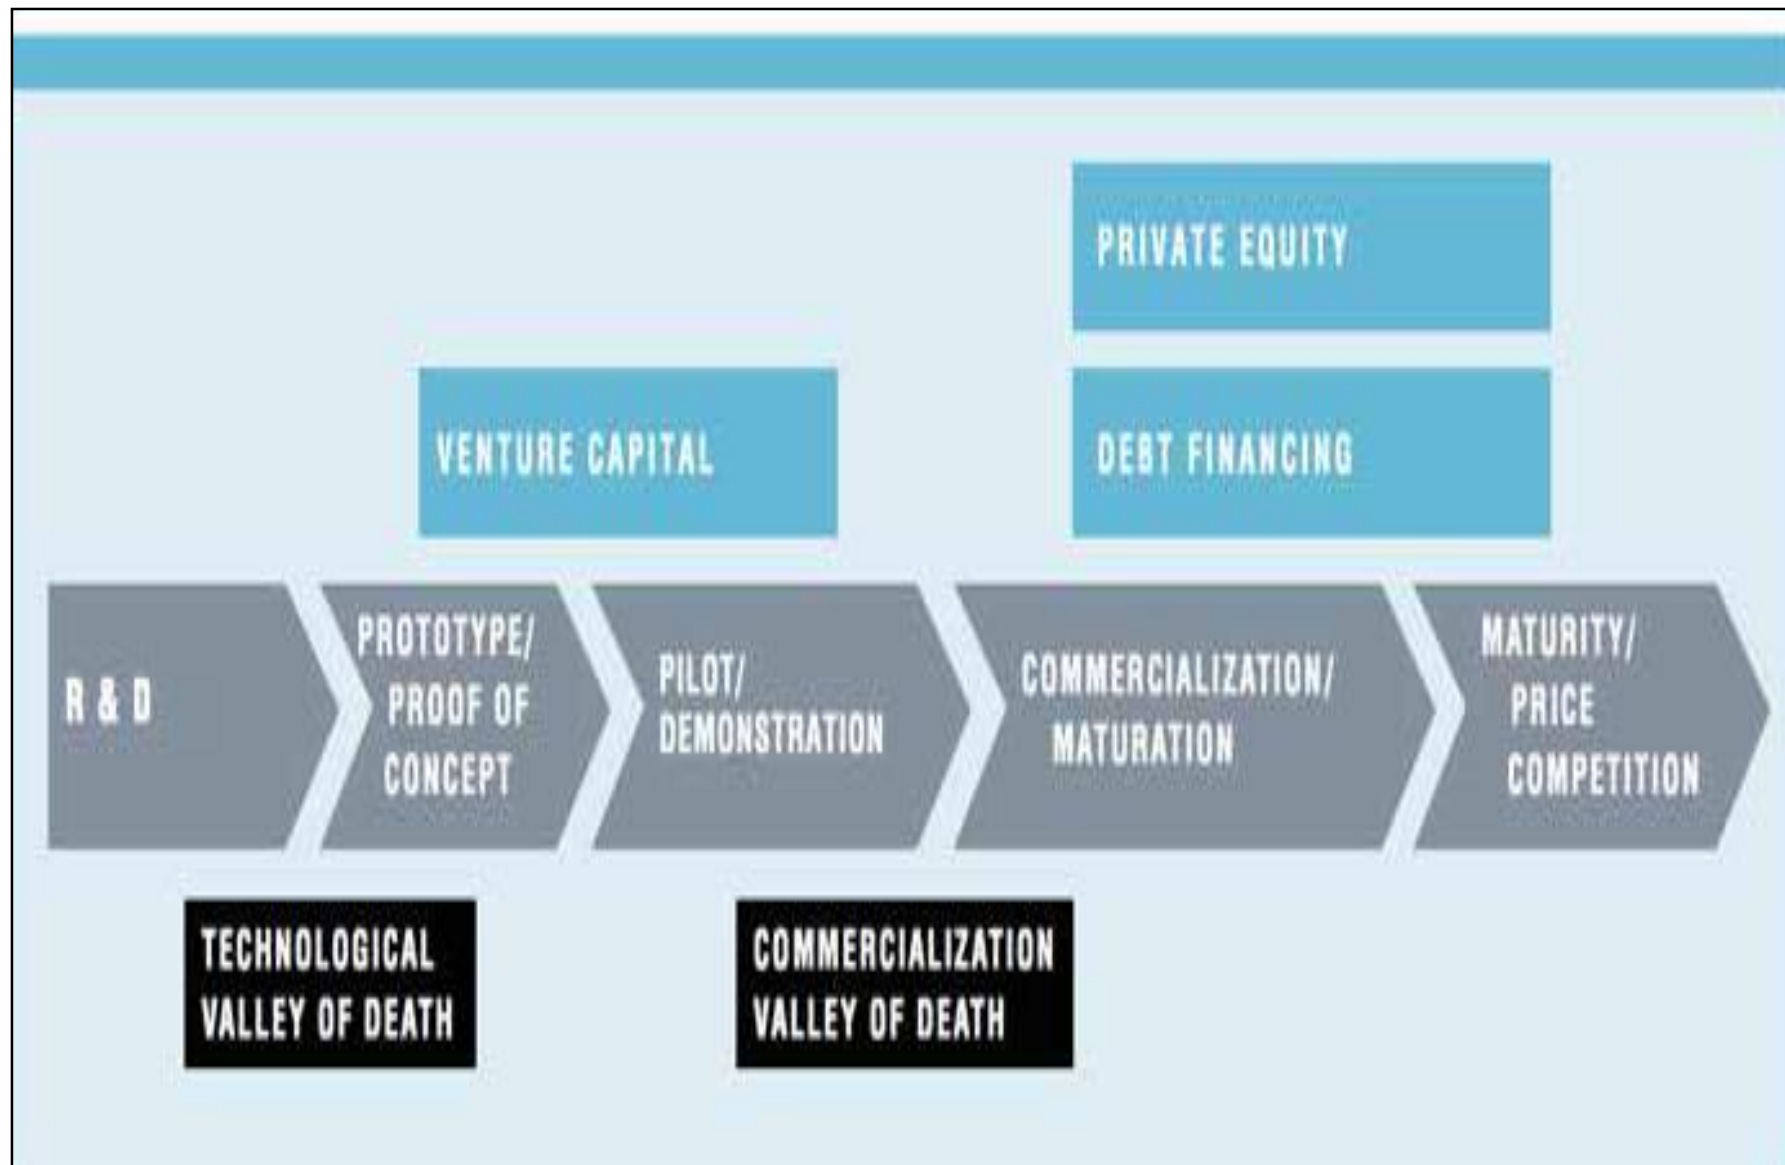 PRIVATE EQUITY
VENTURE CAPITAL
DEBT FINANCING
R & D
PROTOTYPE/
PROOF OF
CONCEPT
PILOT/
DEMONSTRATION
COMMERCIALIZATION/
MATURATION
MATURITY/
PRICE
COMPETITION
TECHNOLOGICAL
VALLEY OF DEATH
COMMERCIALIZATION
VALLEY OF DEATH